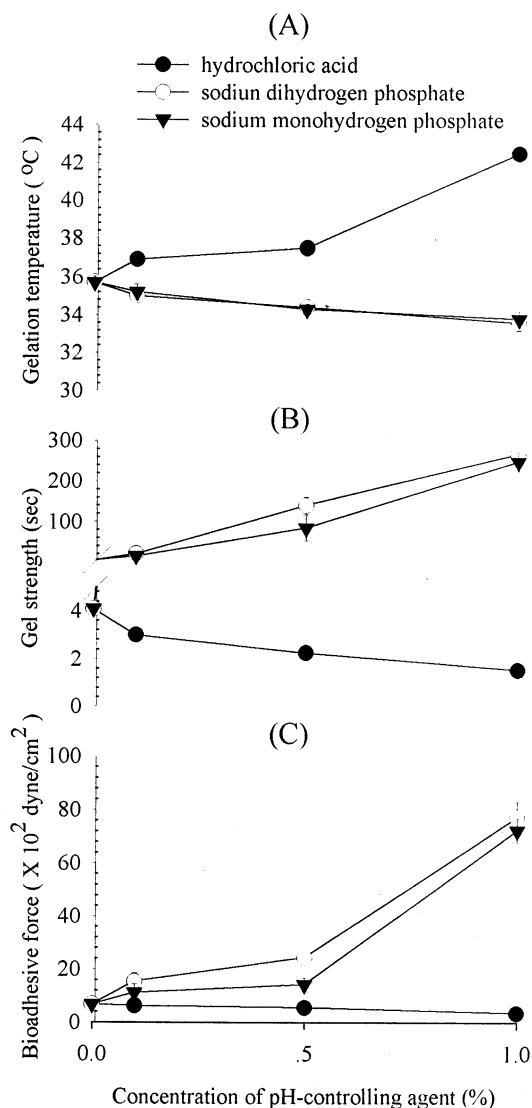 (A)
hydrochloric acid
sodiun dihydrogen phosphate
sodium monohydrogen phosphate
44
42
40
38
36
34
32
30
Gelation temperature ( °C)
(B)
300
200
100
4
2
0
Gel strength (sec)
(C)
100
80
60
40
20
0
Bioadhesive force ( X 10² dyne/cm²)
0.0 .5 1.0
Concentration of pH-controlling agent (%)